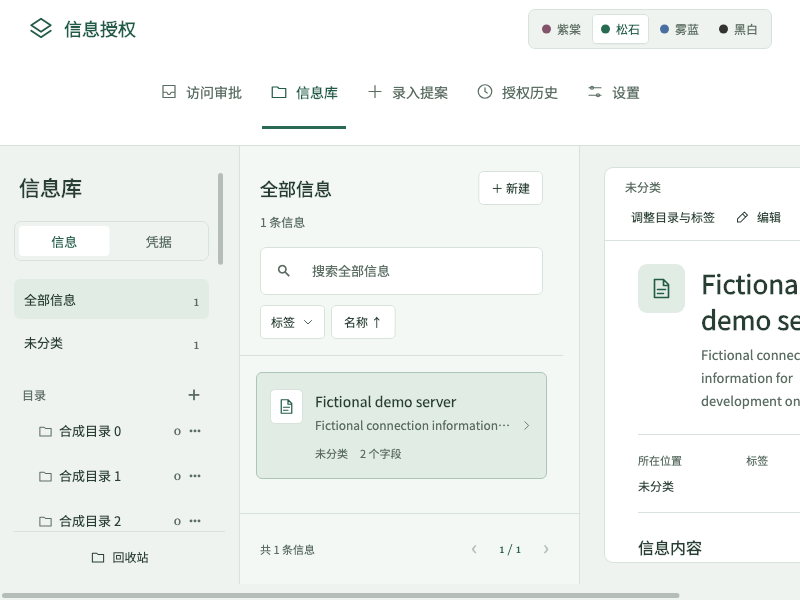 信息授权
紫棠 松石 雾蓝 黑白
访问审批 信息库 录入提案 授权历史 设置
信息库
信息 凭据
全部信息 1
未分类 1
目录
合成目录 0 0
合成目录 1 0
合成目录 2 0
回收站
全部信息
新建
1 条信息
搜索全部信息
标签 名称 ↑
Fictional demo server
Fictional connection information···
未分类 2 个字段
共 1 条信息 1 / 1
未分类
调整目录与标签 编辑
Fictiona
demo se
Fictional connec
information for
development on
所在位置 标签
未分类
信息内容